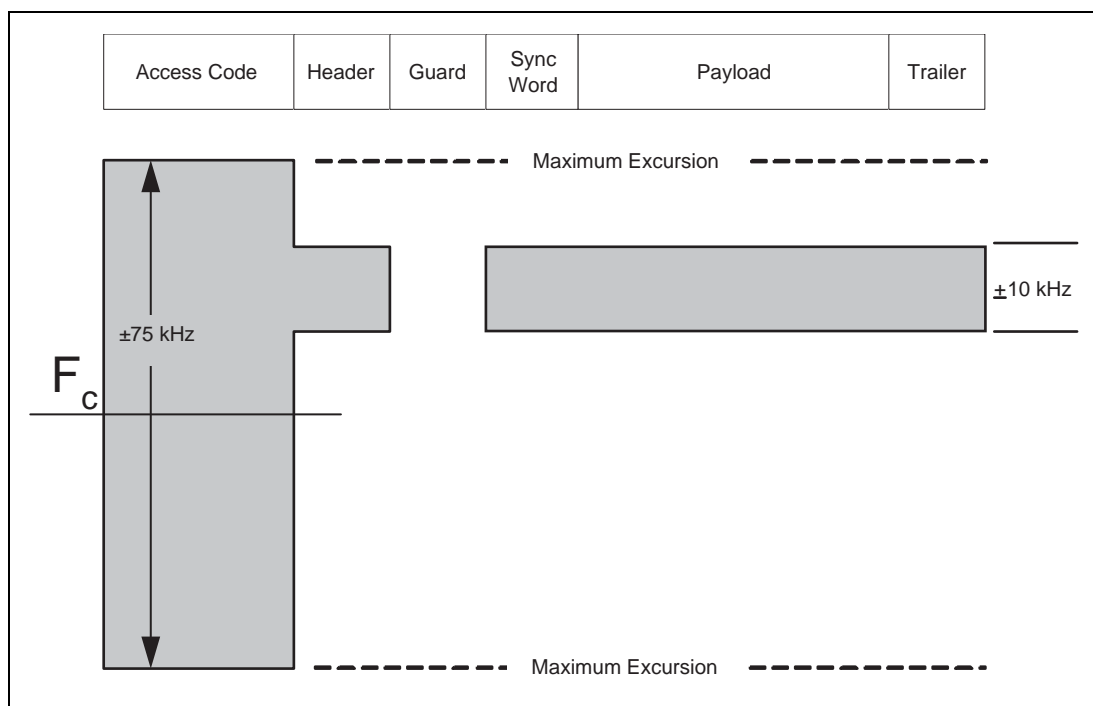 Access Code
Header
Guard
Sync
Word
Payload
Trailer
Maximum Excursion
±10 kHz
±75 kHz
Fc
Maximum Excursion